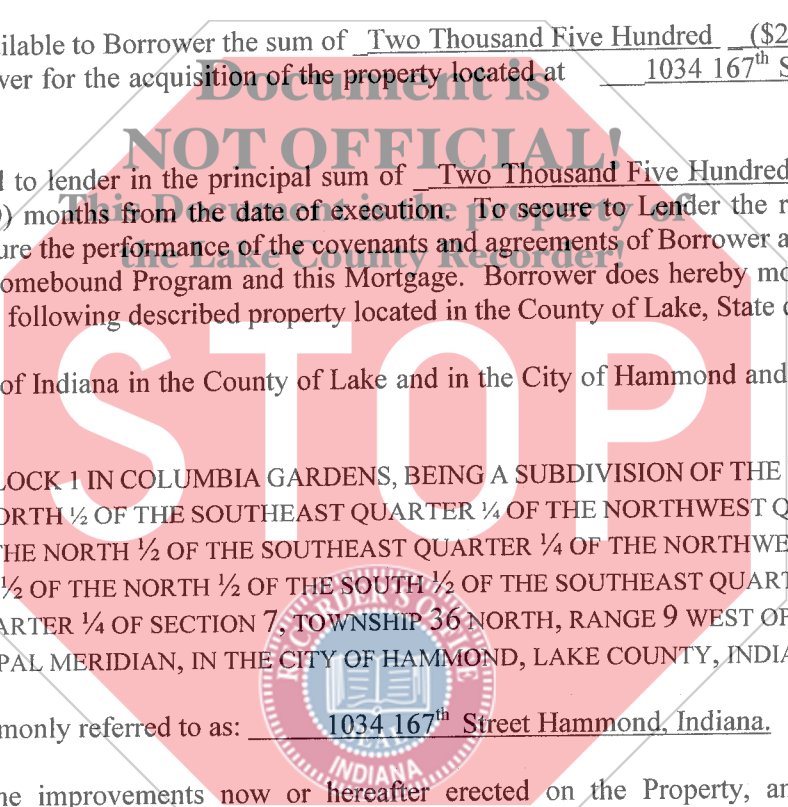 ilable to Borrower the sum of Two Thousand Five Hundred ($2
ver for the acquisition of the property located at 1034 167th S
Document is
NOT OFFICIAL!
l to lender in the principal sum of Two Thousand Five Hundred
) months from the date of execution. To secure to Lender the r
This Document is the property of
ure the performance of the covenants and agreements of Borrower a
the Lake County Recorder!
omebound Program and this Mortgage. Borrower does hereby mo
following described property located in the County of Lake, State
STOP
of Indiana in the County of Lake and in the City of Hammond and
LOCK 1 IN COLUMBIA GARDENS, BEING A SUBDIVISION OF THE
ORTH ½ OF THE SOUTHEAST QUARTER ¼ OF THE NORTHWEST Q
THE NORTH ½ OF THE SOUTHEAST QUARTER ¼ OF THE NORTHWE
½ OF THE NORTH ½ OF THE SOUTH ½ OF THE SOUTHEAST QUART
ARTER ¼ OF SECTION 7, TOWNSHIP 36 NORTH, RANGE 9 WEST OF
PAL MERIDIAN, IN THE CITY OF HAMMOND, LAKE COUNTY, INDIA
RECORDER'S OFFICE
SEAL
INDIANA
monly referred to as: 1034 167th Street Hammond, Indiana.
he improvements now or hereafter erected on the Property, an